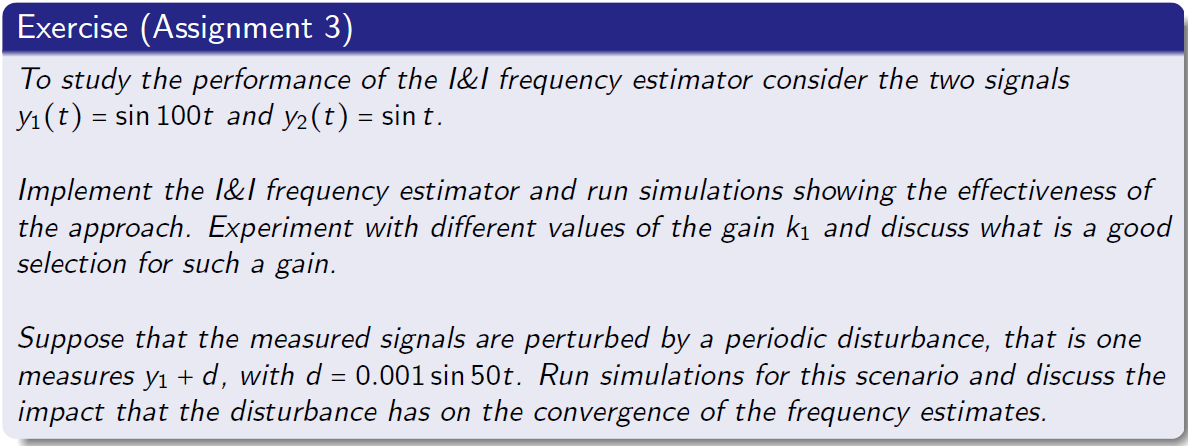 Exercise (Assignment 3)
To study the performance of the I&I frequency estimator consider the two signals
y₁(t) = sin 100t and y₂(t) = sin t.
Implement the I&I frequency estimator and run simulations showing the effectiveness of
the approach. Experiment with different values of the gain k₁ and discuss what is a good
selection for such a gain.
Suppose that the measured signals are perturbed by a periodic disturbance, that is one
measures y₁ + d, with d = 0.001 sin 50t. Run simulations for this scenario and discuss the
impact that the disturbance has on the convergence of the frequency estimates.